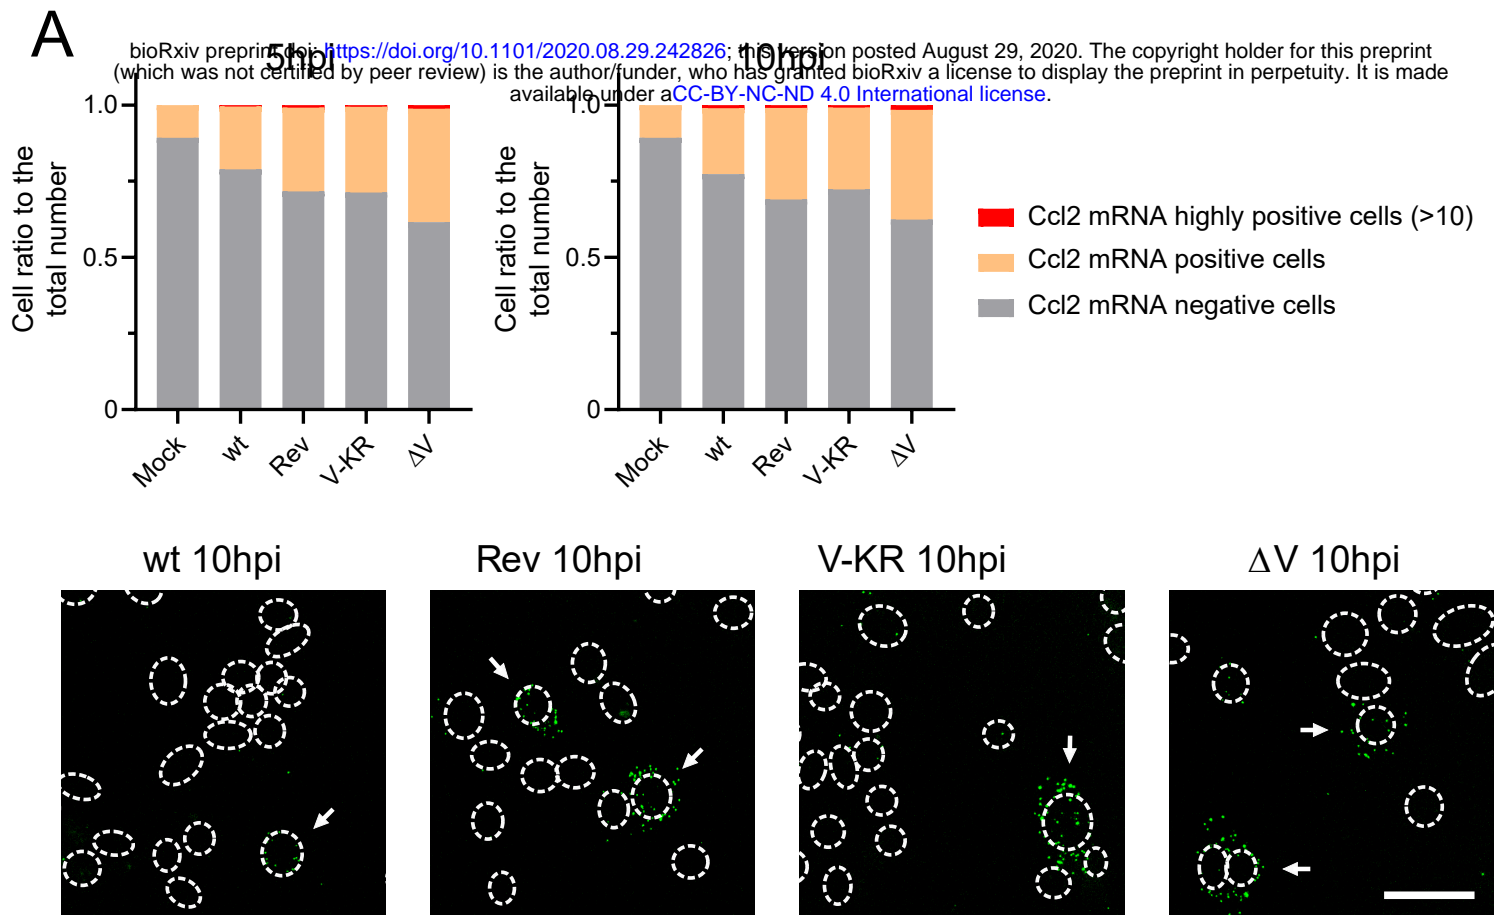 A
bioRxiv preprint doi: https://doi.org/10.1101/2020.08.29.242826; this version posted August 29, 2020. The copyright holder for this preprint
(which was not certified by peer review) is the author/funder, who has granted bioRxiv a license to display the preprint in perpetuity. It is made
available under aCC-BY-NC-ND 4.0 International license.
5hpi
10hpi
Cell ratio to the
total number
1.0
0.5
0
Mock
wt
Rev
V-KR
ΔV
Cell ratio to the
total number
1.0
0.5
0
Mock
wt
Rev
V-KR
ΔV
Ccl2 mRNA highly positive cells (>10)
Ccl2 mRNA positive cells
Ccl2 mRNA negative cells
wt 10hpi
Rev 10hpi
V-KR 10hpi
ΔV 10hpi